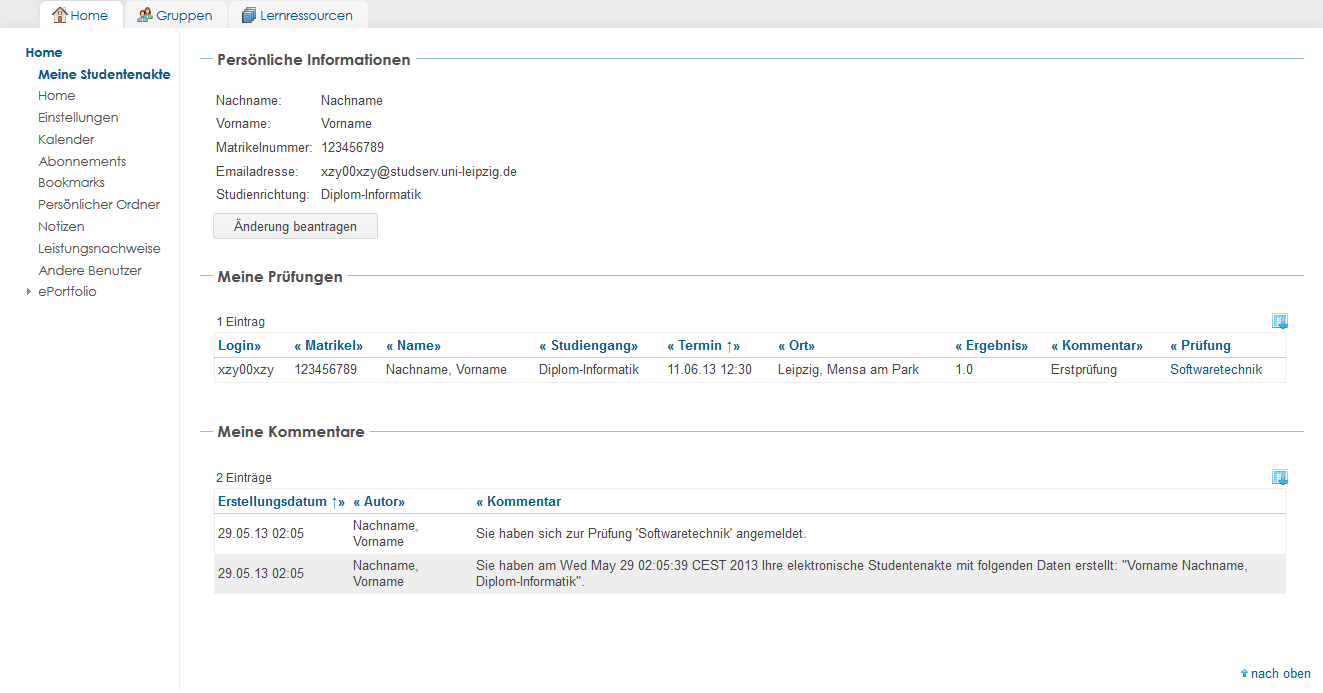 Home Gruppen Lernressourcen
Home
Meine Studentenakte
Home
Einstellungen
Kalender
Abonnements
Bookmarks
Persönlicher Ordner
Notizen
Leistungsnachweise
Andere Benutzer
ePortfolio
Persönliche Informationen
Nachname: Nachname
Vorname: Vorname
Matrikelnummer: 123456789
Emailadresse: xzy00xzy@studserv.uni-leipzig.de
Studienrichtung: Diplom-Informatik
Änderung beantragen
Meine Prüfungen
1 Eintrag
Login» « Matrikel» « Name» « Studiengang» « Termin ↑» « Ort» « Ergebnis» « Kommentar» « Prüfung
xzy00xzy 123456789 Nachname, Vorname Diplom-Informatik 11.06.13 12:30 Leipzig, Mensa am Park 1.0 Erstprüfung Softwaretechnik
Meine Kommentare
2 Einträge
Erstellungsdatum ↑» « Autor» « Kommentar
29.05.13 02:05 Nachname, Sie haben sich zur Prüfung 'Softwaretechnik' angemeldet.
Vorname
29.05.13 02:05 Nachname, Sie haben am Wed May 29 02:05:39 CEST 2013 Ihre elektronische Studentenakte mit folgenden Daten erstellt: "Vorname Nachname,
Vorname Diplom-Informatik".
nach oben